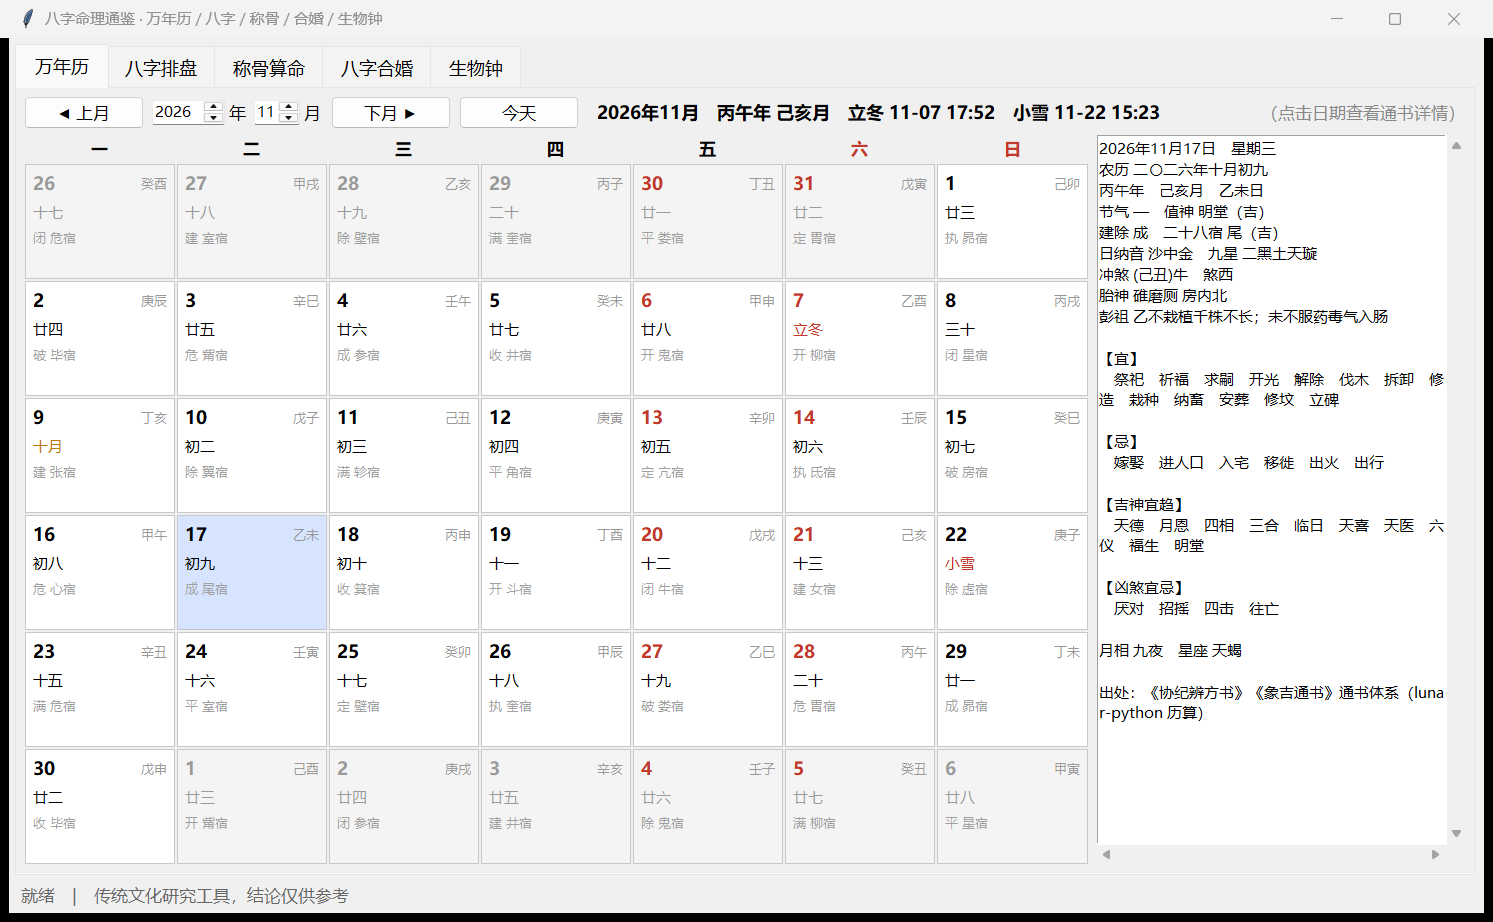 八字命理通鉴 · 万年历 / 八字 / 称骨 / 合婚 / 生物钟
万年历 八字排盘 称骨算命 八字合婚 生物钟
◄ 上月 2026 年 11 月 下月 ► 今天 2026年11月 丙午年 己亥月 立冬 11-07 17:52 小雪 11-22 15:23 (点击日期查看通书详情)
一 二 三 四 五 六 日
26 癸酉 27 甲戌 28 乙亥 29 丙子 30 丁丑 31 戊寅 1 己卯
十七 十八 十九 二十 廿一 廿二 廿三
闭 危宿 建 室宿 除 壁宿 满 奎宿 平 娄宿 定 胃宿 执 昴宿
2 庚辰 3 辛巳 4 壬午 5 癸未 6 甲申 7 乙酉 8 丙戌
廿四 廿五 廿六 廿七 廿八 立冬 三十
破 毕宿 危 觜宿 成 参宿 收 井宿 开 鬼宿 开 柳宿 闭 星宿
9 丁亥 10 戊子 11 己丑 12 庚寅 13 辛卯 14 壬辰 15 癸巳
十月 初二 初三 初四 初五 初六 初七
建 张宿 除 翼宿 满 轸宿 平 角宿 定 亢宿 执 氐宿 破 房宿
16 甲午 17 乙未 18 丙申 19 丁酉 20 戊戌 21 己亥 22 庚子
初八 初九 初十 十一 十二 十三 小雪
危 心宿 成 尾宿 收 箕宿 开 斗宿 闭 牛宿 建 女宿 除 虚宿
23 辛丑 24 壬寅 25 癸卯 26 甲辰 27 乙巳 28 丙午 29 丁未
十五 十六 十七 十八 十九 二十 廿一
满 危宿 平 室宿 定 壁宿 执 奎宿 破 娄宿 危 胃宿 成 昴宿
30 戊申 1 己酉 2 庚戌 3 辛亥 4 壬子 5 癸丑 6 甲寅
廿二 廿三 廿四 廿五 廿六 廿七 廿八
收 毕宿 开 觜宿 闭 参宿 建 井宿 除 鬼宿 满 柳宿 平 星宿
2026年11月17日 星期三
农历 二〇二六年十月初九
丙午年 己亥月 乙未日
节气 — 值神 明堂（吉）
建除 成 二十八宿 尾（吉）
日纳音 沙中金 九星 二黑土天璇
冲煞 (己丑)牛 煞西
胎神 碓磨厕 房内北
彭祖 乙不栽植千株不长；未不服药毒气入肠
【宜】
祭祀 祈福 求嗣 开光 解除 伐木 拆卸 修
造 栽种 纳畜 安葬 修坟 立碑
【忌】
嫁娶 进人口 入宅 移徙 出火 出行
【吉神宜趋】
天德 月恩 四相 三合 临日 天喜 天医 六
仪 福生 明堂
【凶煞宜忌】
厌对 招摇 四击 往亡
月相 九夜 星座 天蝎
出处：《协纪辨方书》《象吉通书》通书体系（luna
r-python 历算）
就绪 | 传统文化研究工具，结论仅供参考